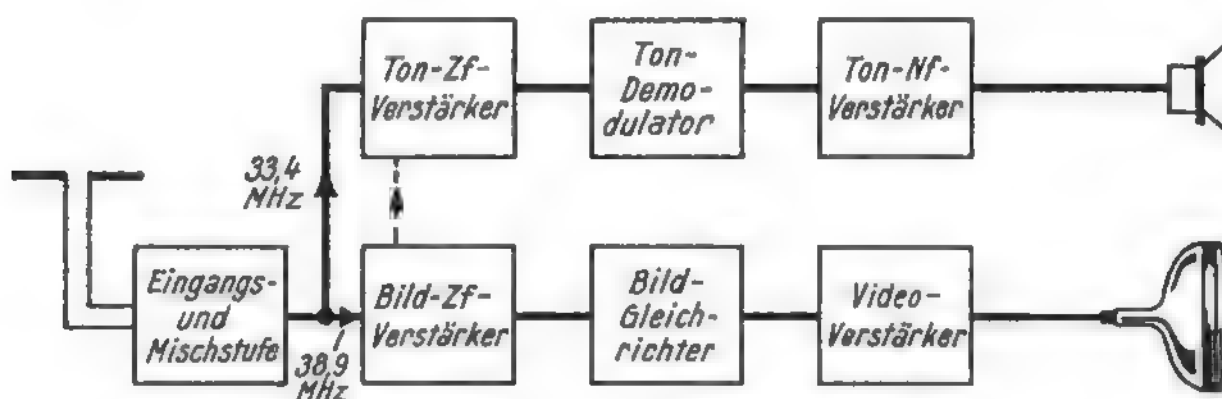 Ton-Zf-
Verstärker
Ton-
Demo-
dulator
Ton-Nf-
Verstärker
33,4
MHz
Eingangs-
und
Mischstufe
38,9
MHz
Bild-Zf-
Verstärker
Bild-
Gleich-
richter
Video-
Verstärker